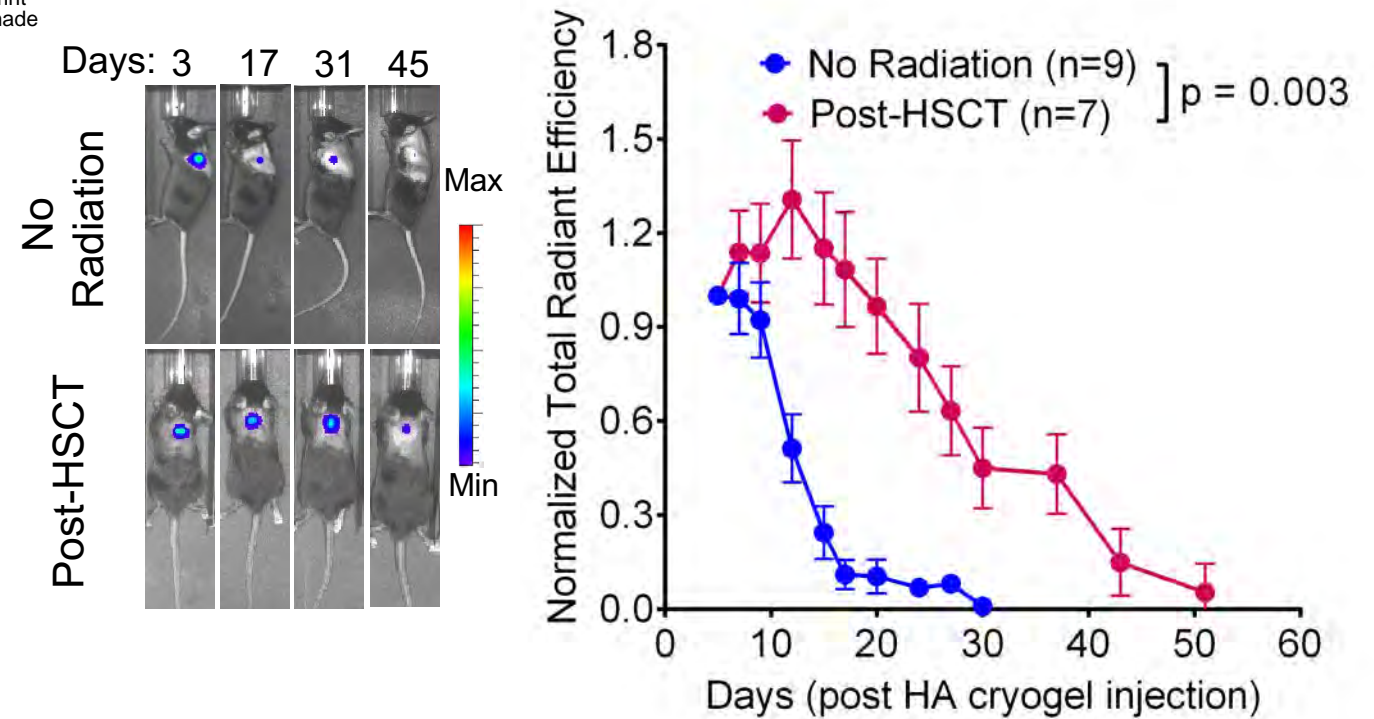 Days: 3 17 31 45
No
Radiation
Post-HSCT
Max
Min
No Radiation (n=9)
Post-HSCT (n=7)
p = 0.003
Normalized Total Radiant Efficiency
1.8
1.5
1.2
0.9
0.6
0.3
0.0
0 10 20 30 40 50 60
Days (post HA cryogel injection)